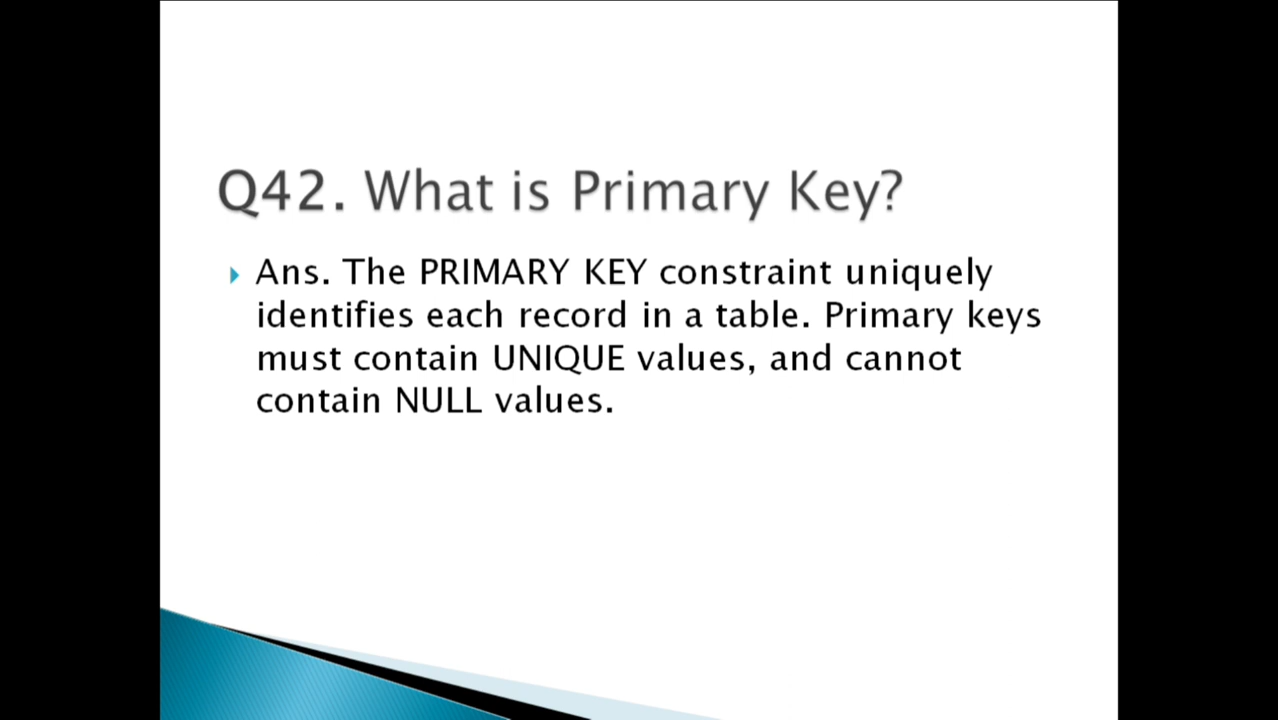 Q42. What is Primary Key?
Ans. The PRIMARY KEY constraint uniquely
identifies each record in a table. Primary keys
must contain UNIQUE values, and cannot
contain NULL values.